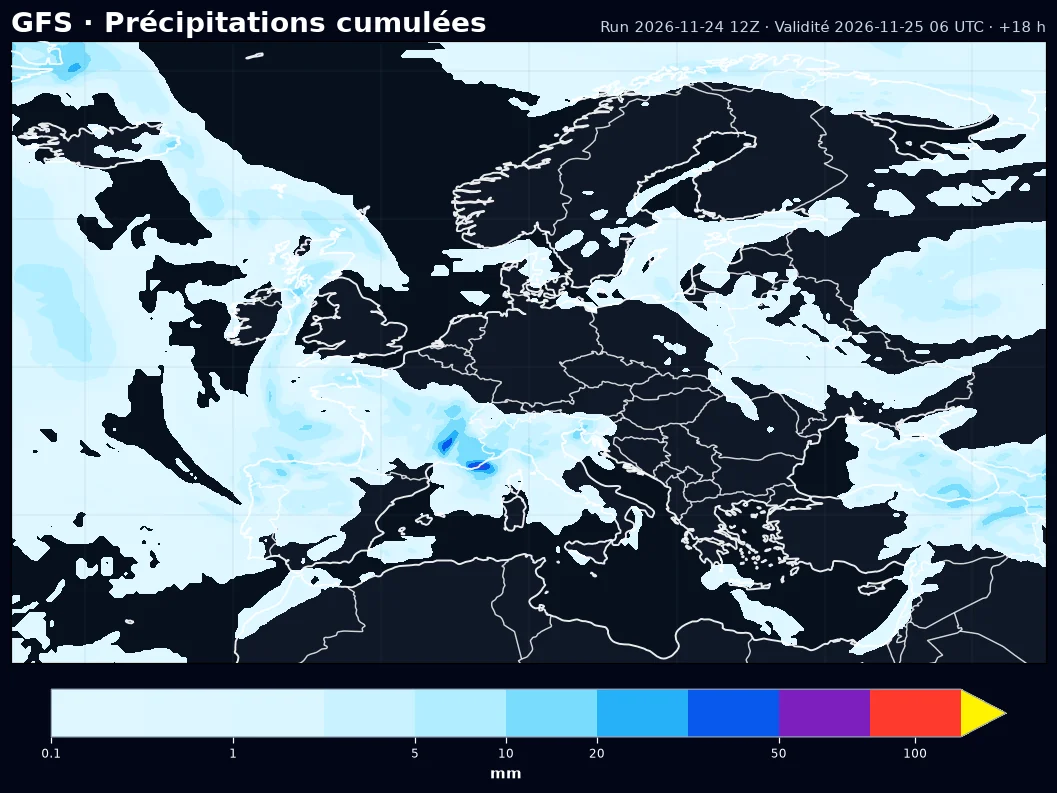 GFS · Précipitations cumulées
Run 2026-11-24 12Z · Validité 2026-11-25 06 UTC · +18 h
0.1 1 5 10 20 50 100
mm